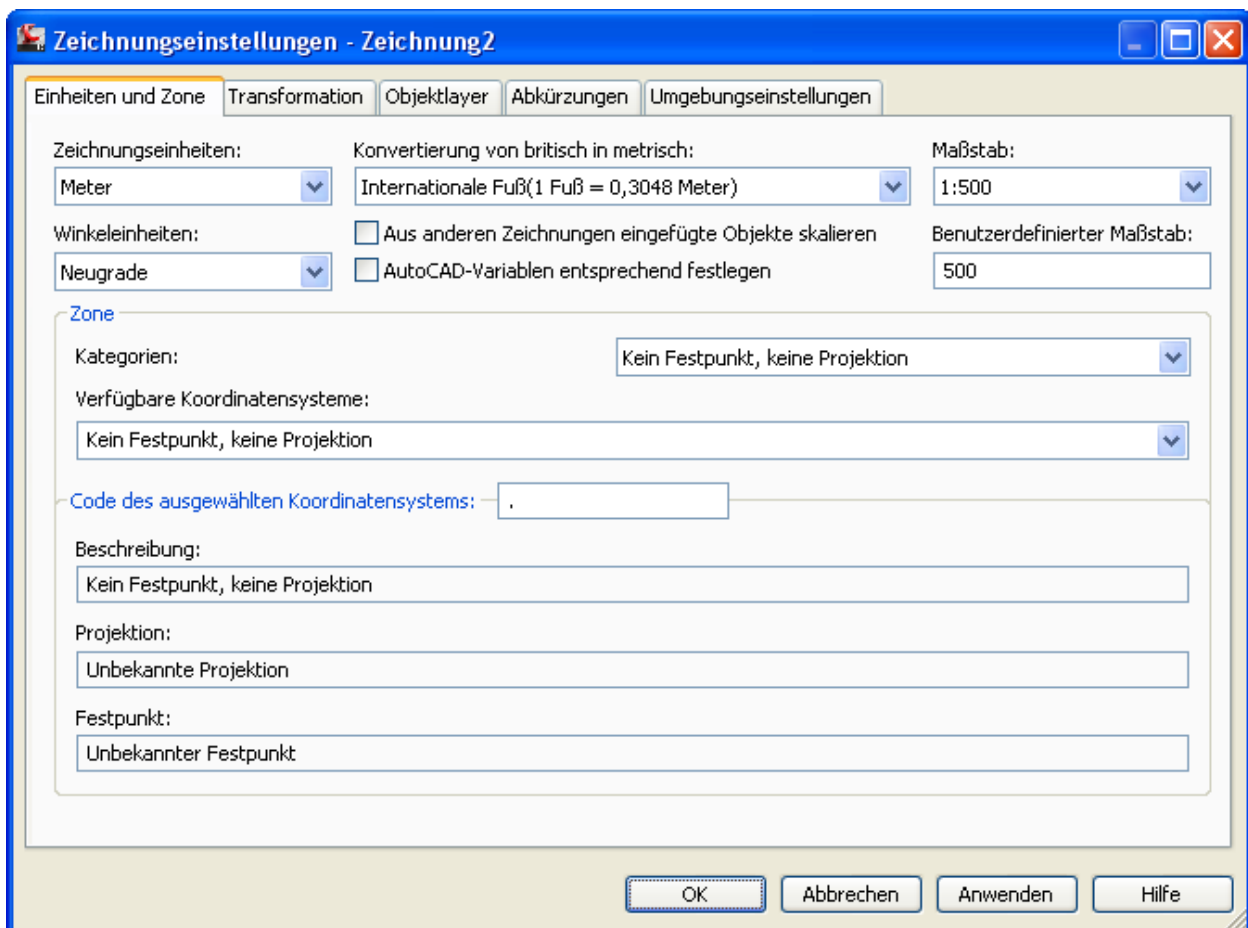 Zeichnungseinstellungen - Zeichnung2
Einheiten und Zone Transformation Objektlayer Abkürzungen Umgebungseinstellungen
Zeichnungseinheiten: Konvertierung von britisch in metrisch: Maßstab:
Meter Internationale Fuß(1 Fuß = 0,3048 Meter) 1:500
Winkeleinheiten: Aus anderen Zeichnungen eingefügte Objekte skalieren Benutzerdefinierter Maßstab:
Neugrade AutoCAD-Variablen entsprechend festlegen 500
Zone
Kategorien: Kein Festpunkt, keine Projektion
Verfügbare Koordinatensysteme:
Kein Festpunkt, keine Projektion
Code des ausgewählten Koordinatensystems: .
Beschreibung:
Kein Festpunkt, keine Projektion
Projektion:
Unbekannte Projektion
Festpunkt:
Unbekannter Festpunkt
OK Abbrechen Anwenden Hilfe